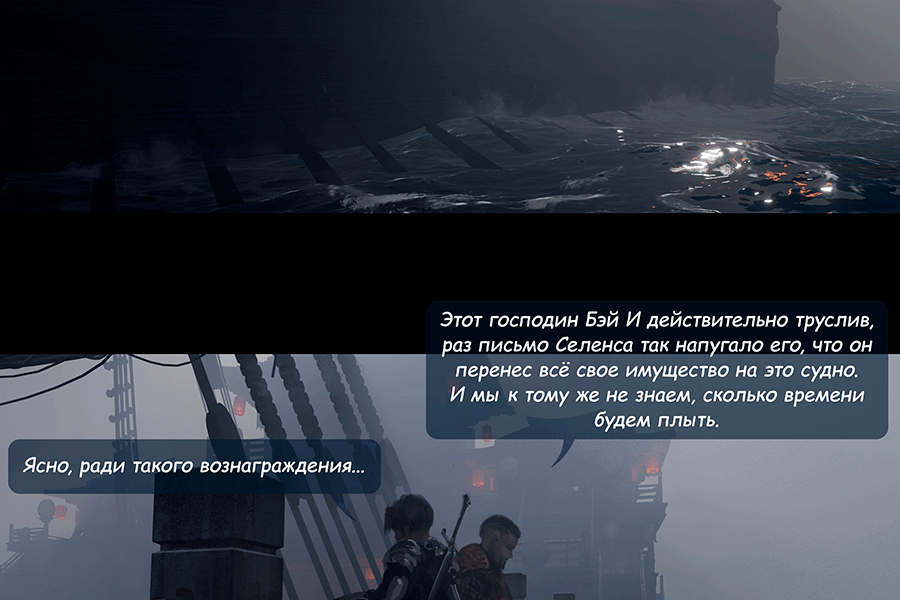 Этот господин Бэй И действительно труслив,
раз письмо Селенса так напугало его, что он
перенес всё свое имущество на это судно.
И мы к тому же не знаем, сколько времени
будем плыть.
Ясно, ради такого вознаграждения...